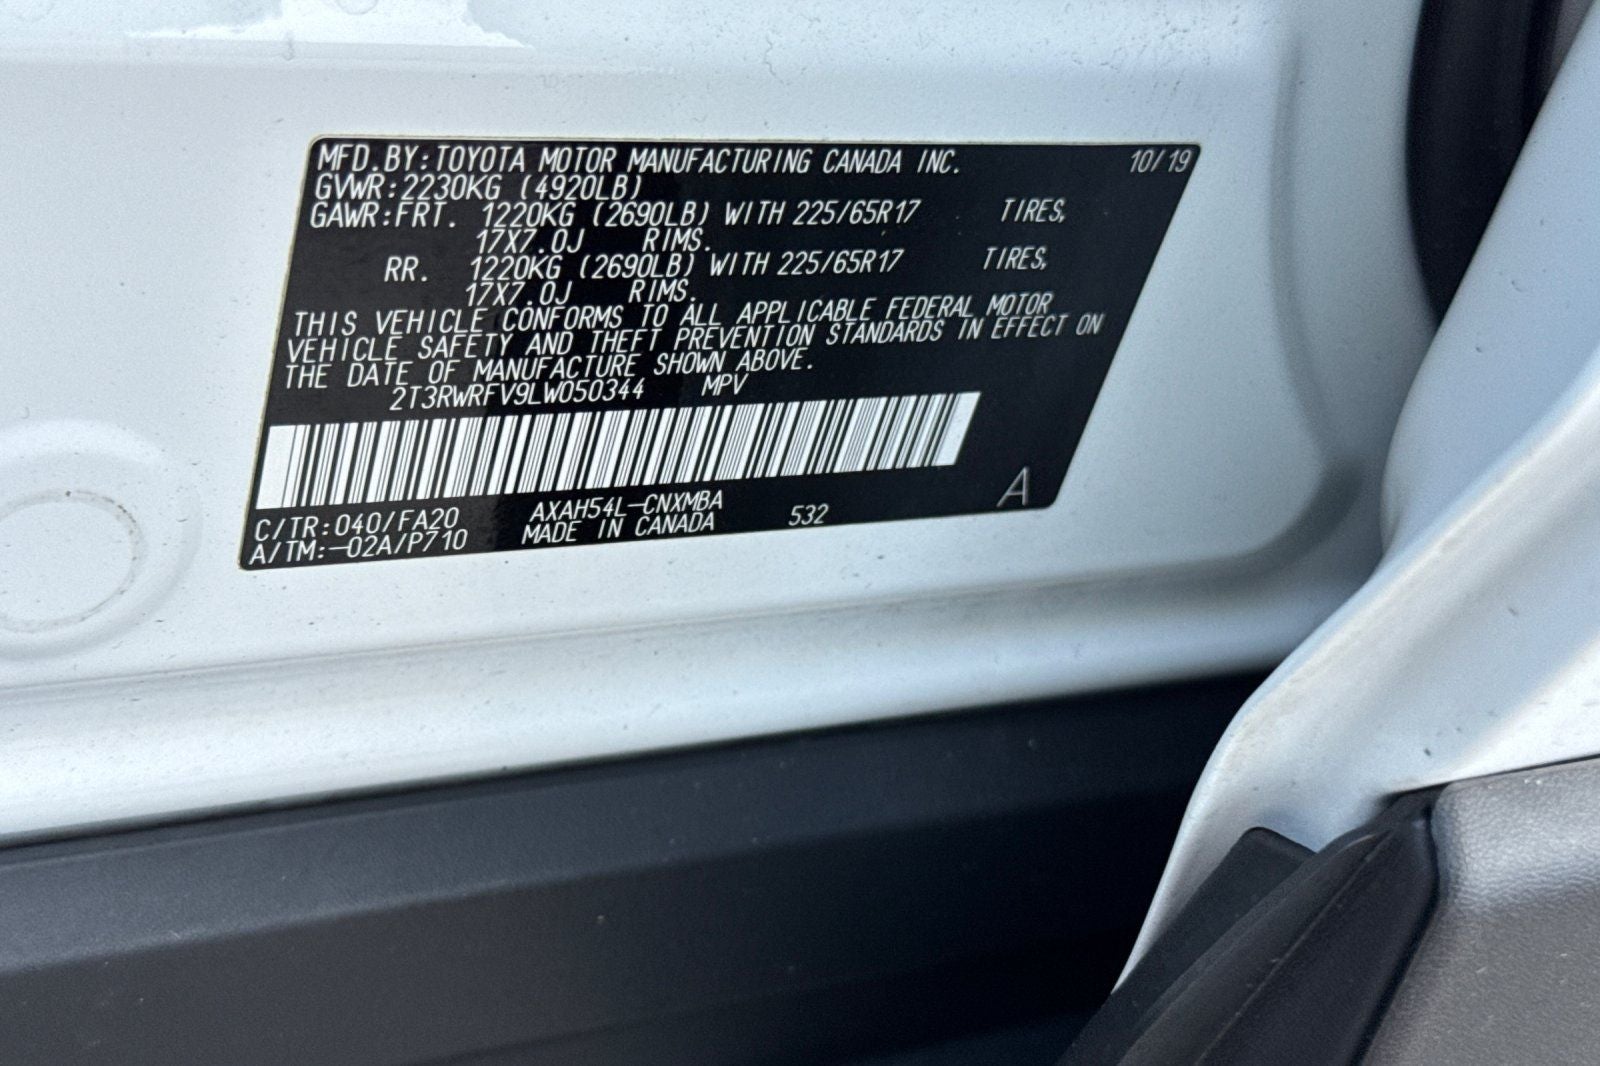 MFD.BY:TOYOTA MOTOR MANUFACTURING CANADA INC. 10/19
GVWR:2230KG (4920LB)
GAWR:FRT. 1220KG (2690LB) WITH 225/65R17 TIRES,
17X7.0J RIMS.
RR. 1220KG (2690LB) WITH 225/65R17 TIRES,
17X7.0J RIMS.
THIS VEHICLE CONFORMS TO ALL APPLICABLE FEDERAL MOTOR
VEHICLE SAFETY AND THEFT PREVENTION STANDARDS IN EFFECT ON
THE DATE OF MANUFACTURE SHOWN ABOVE.
2T3RWRFV9LW050344 MPV
C/TR:040/FA20 AXAH54L-CNXMBA 532 A
A/TM:-02A/P710 MADE IN CANADA